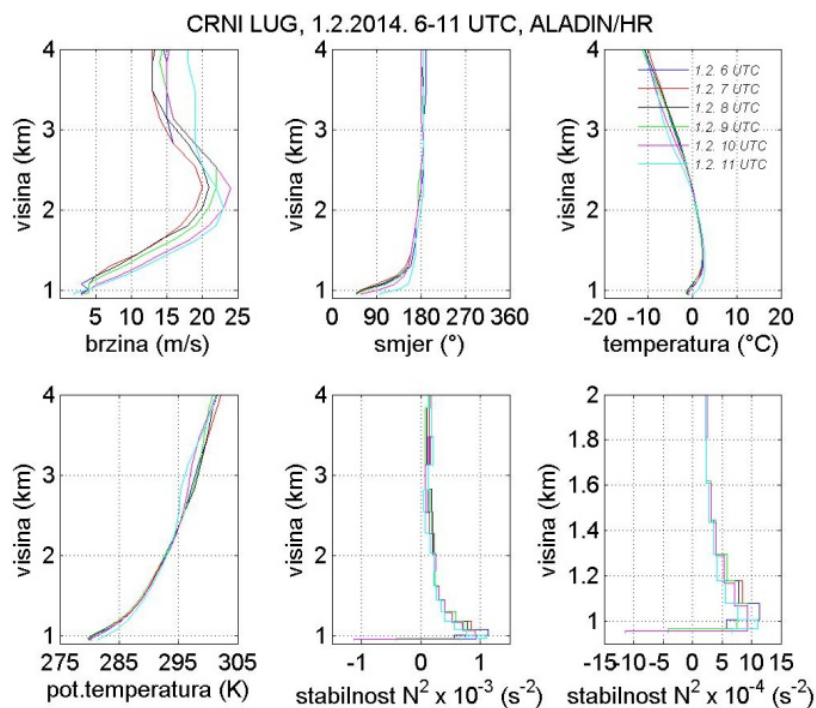 CRNI LUG, 1.2.2014. 6-11 UTC, ALADIN/HR
visina (km)
4
3
2
1
5 10 15 20 25
brzina (m/s)
visina (km)
4
3
2
1
0 90 180 270 360
smjer (°)
visina (km)
4
3
2
1
-20 -10 0 10 20
temperatura (°C)
1.2. 6 UTC
1.2. 7 UTC
1.2. 8 UTC
1.2. 9 UTC
1.2. 10 UTC
1.2. 11 UTC
visina (km)
4
3
2
1
275 285 295 305
pot.temperatura (K)
visina (km)
4
3
2
1
-1 0 1
stabilnost N² x 10⁻³ (s⁻²)
visina (km)
2
1.8
1.6
1.4
1.2
1
-15 -10 -5 0 5 10 15
stabilnost N² x 10⁻⁴ (s⁻²)